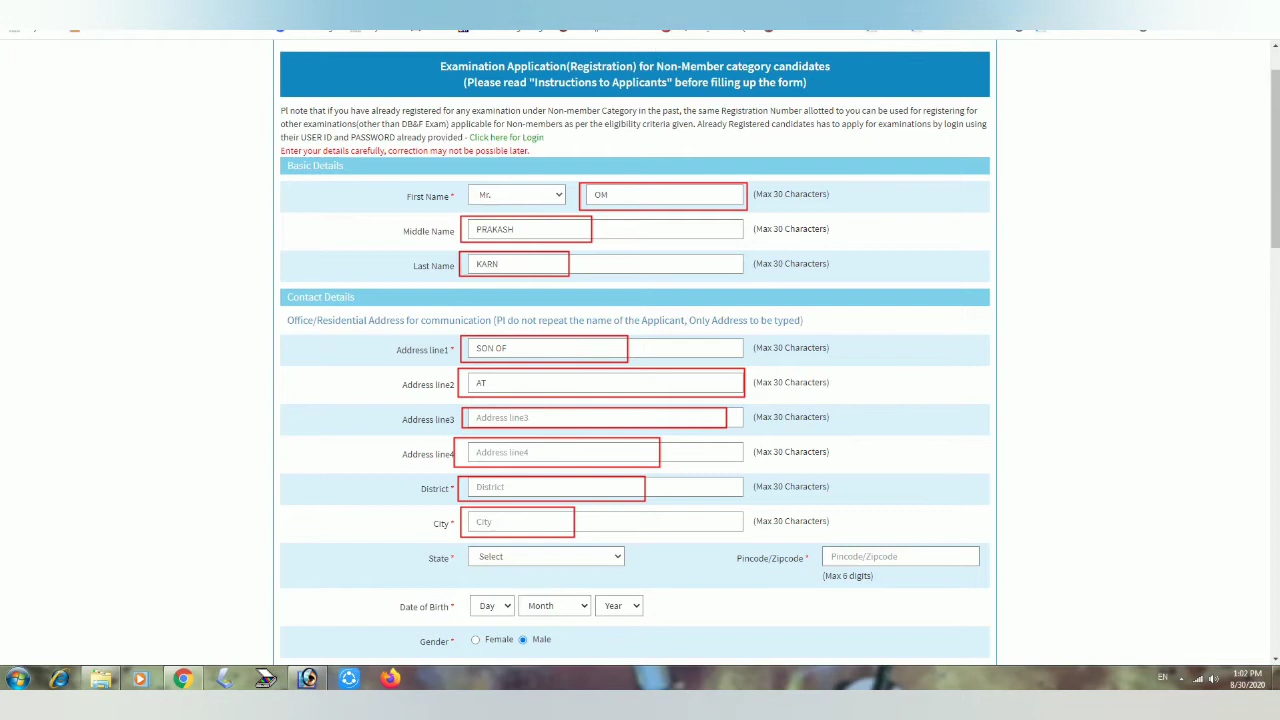 Examination Application(Registration) for Non-Member category candidates
(Please read "Instructions to Applicants" before filling up the form)
Pl note that if you have already registered for any examination under Non-member Category in the past, the same Registration Number allotted to you can be used for registering for
other examinations(other than DB&F Exam) applicable for Non-members as per the eligibility criteria given. Already Registered candidates has to apply for examinations by login using
their USER ID and PASSWORD already provided - Click here for Login
Enter your details carefully, correction may not be possible later.
Basic Details
First Name * Mr. OM (Max 30 Characters)
Middle Name PRAKASH (Max 30 Characters)
Last Name KARN (Max 30 Characters)
Contact Details
Office/Residential Address for communication (Pl do not repeat the name of the Applicant, Only Address to be typed)
Address line1 * SON OF (Max 30 Characters)
Address line2 AT (Max 30 Characters)
Address line3 Address line3 (Max 30 Characters)
Address line4 Address line4 (Max 30 Characters)
District * District (Max 30 Characters)
City * City (Max 30 Characters)
State * Select Pincode/Zipcode * Pincode/Zipcode
(Max 6 digits)
Date of Birth * Day Month Year
Gender * Female Male
EN 1:02 PM
8/30/2020